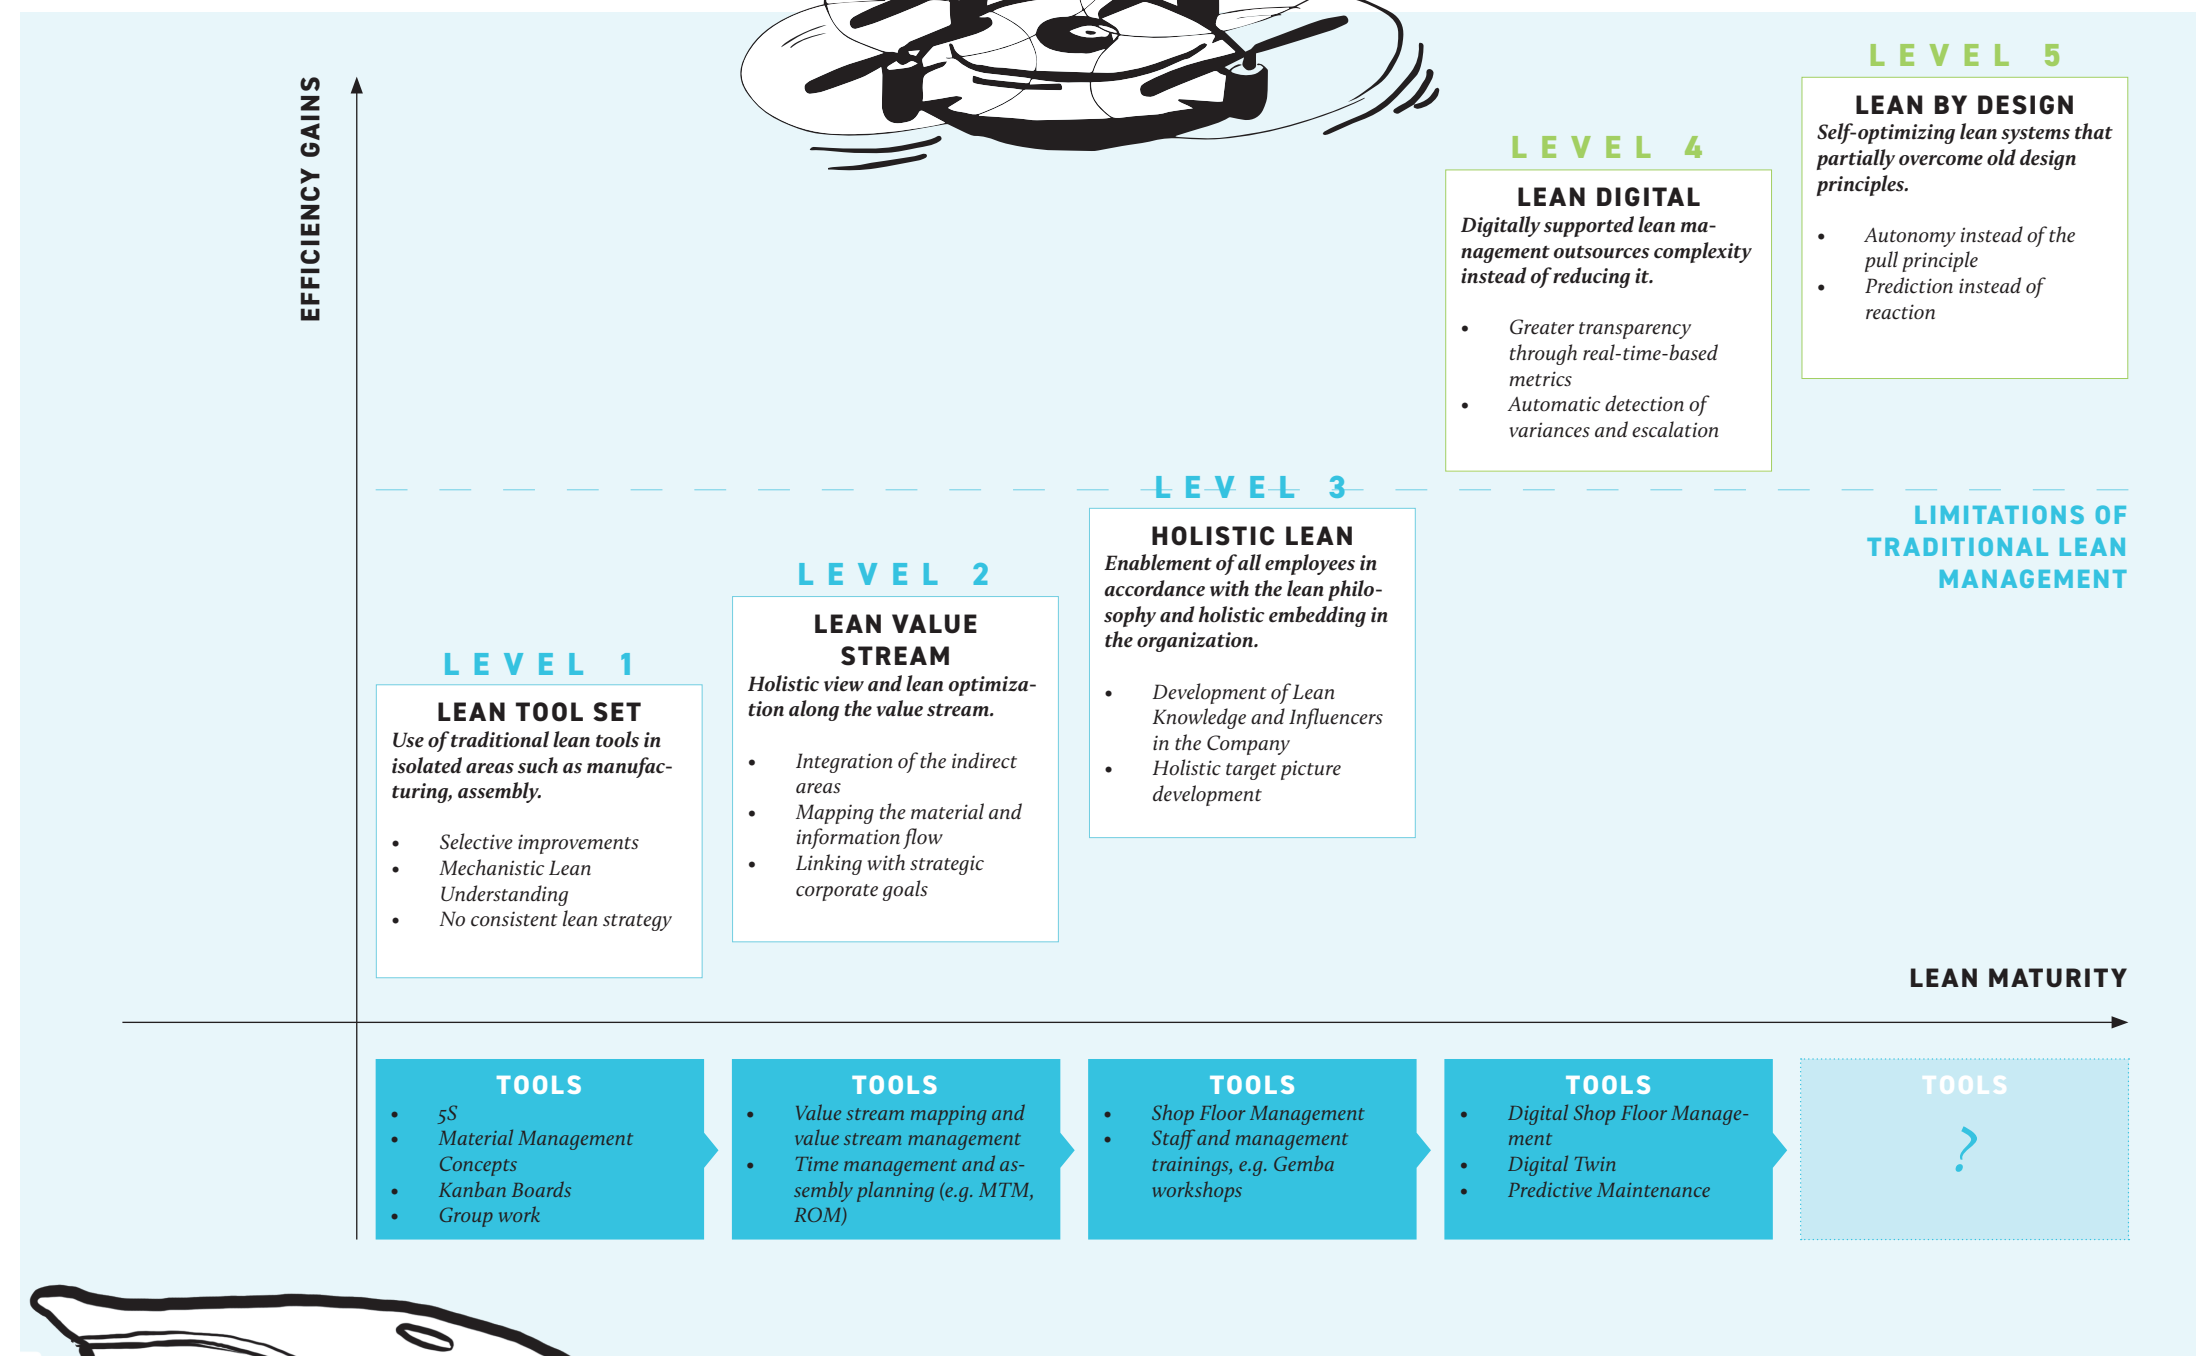 EFFICIENCY GAINS
LEVEL 5
LEAN BY DESIGN
Self-optimizing lean systems that
partially overcome old design
principles.
• Autonomy instead of the
pull principle
• Prediction instead of
reaction
LEVEL 4
LEAN DIGITAL
Digitally supported lean ma-
nagement outsources complexity
instead of reducing it.
• Greater transparency
through real-time-based
metrics
• Automatic detection of
variances and escalation
LEVEL 3
HOLISTIC LEAN
Enablement of all employees in
accordance with the lean philo-
sophy and holistic embedding in
the organization.
• Development of Lean
Knowledge and Influencers
in the Company
• Holistic target picture
development
LIMITATIONS OF
TRADITIONAL LEAN
MANAGEMENT
LEVEL 2
LEAN VALUE
STREAM
Holistic view and lean optimiza-
tion along the value stream.
• Integration of the indirect
areas
• Mapping the material and
information flow
• Linking with strategic
corporate goals
LEVEL 1
LEAN TOOL SET
Use of traditional lean tools in
isolated areas such as manufac-
turing, assembly.
• Selective improvements
• Mechanistic Lean
Understanding
• No consistent lean strategy
LEAN MATURITY
TOOLS
• 5S
• Material Management
Concepts
• Kanban Boards
• Group work
TOOLS
• Value stream mapping and
value stream management
• Time management and as-
sembly planning (e.g. MTM,
ROM)
TOOLS
• Shop Floor Management
• Staff and management
trainings, e.g. Gemba
workshops
TOOLS
• Digital Shop Floor Manage-
ment
• Digital Twin
• Predictive Maintenance
TOOLS
?